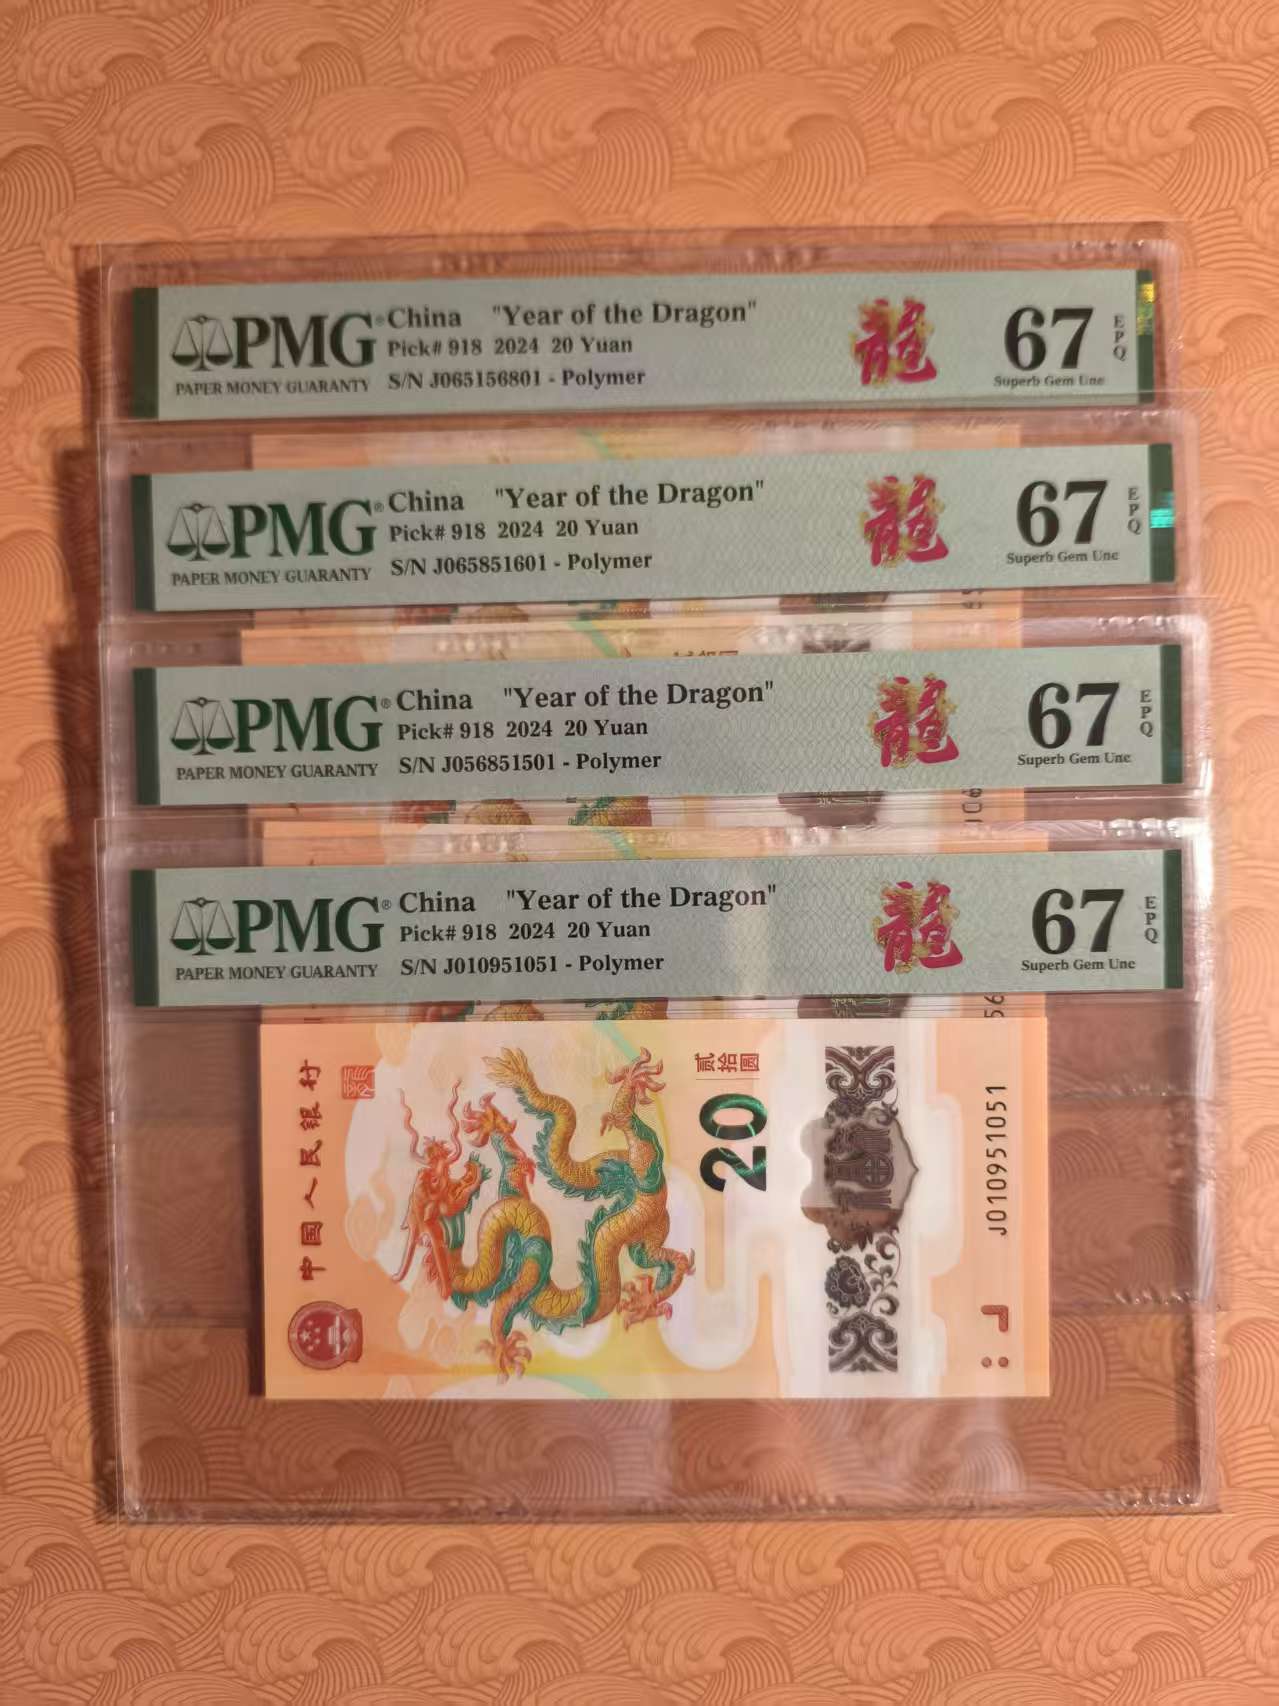 PMG® China "Year of the Dragon"
Pick# 918 2024 20 Yuan
PAPER MONEY GUARANTY S/N J065156801 - Polymer
龍
67 EPQ
Superb Gem Unc
PMG® China "Year of the Dragon"
Pick# 918 2024 20 Yuan
PAPER MONEY GUARANTY S/N J065851601 - Polymer
龍
67 EPQ
Superb Gem Unc
PMG® China "Year of the Dragon"
Pick# 918 2024 20 Yuan
PAPER MONEY GUARANTY S/N J056851501 - Polymer
龍
67 EPQ
Superb Gem Unc
PMG® China "Year of the Dragon"
Pick# 918 2024 20 Yuan
PAPER MONEY GUARANTY S/N J010951051 - Polymer
龍
67 EPQ
Superb Gem Unc
中国人民银行
贰拾圆
20
J010951051